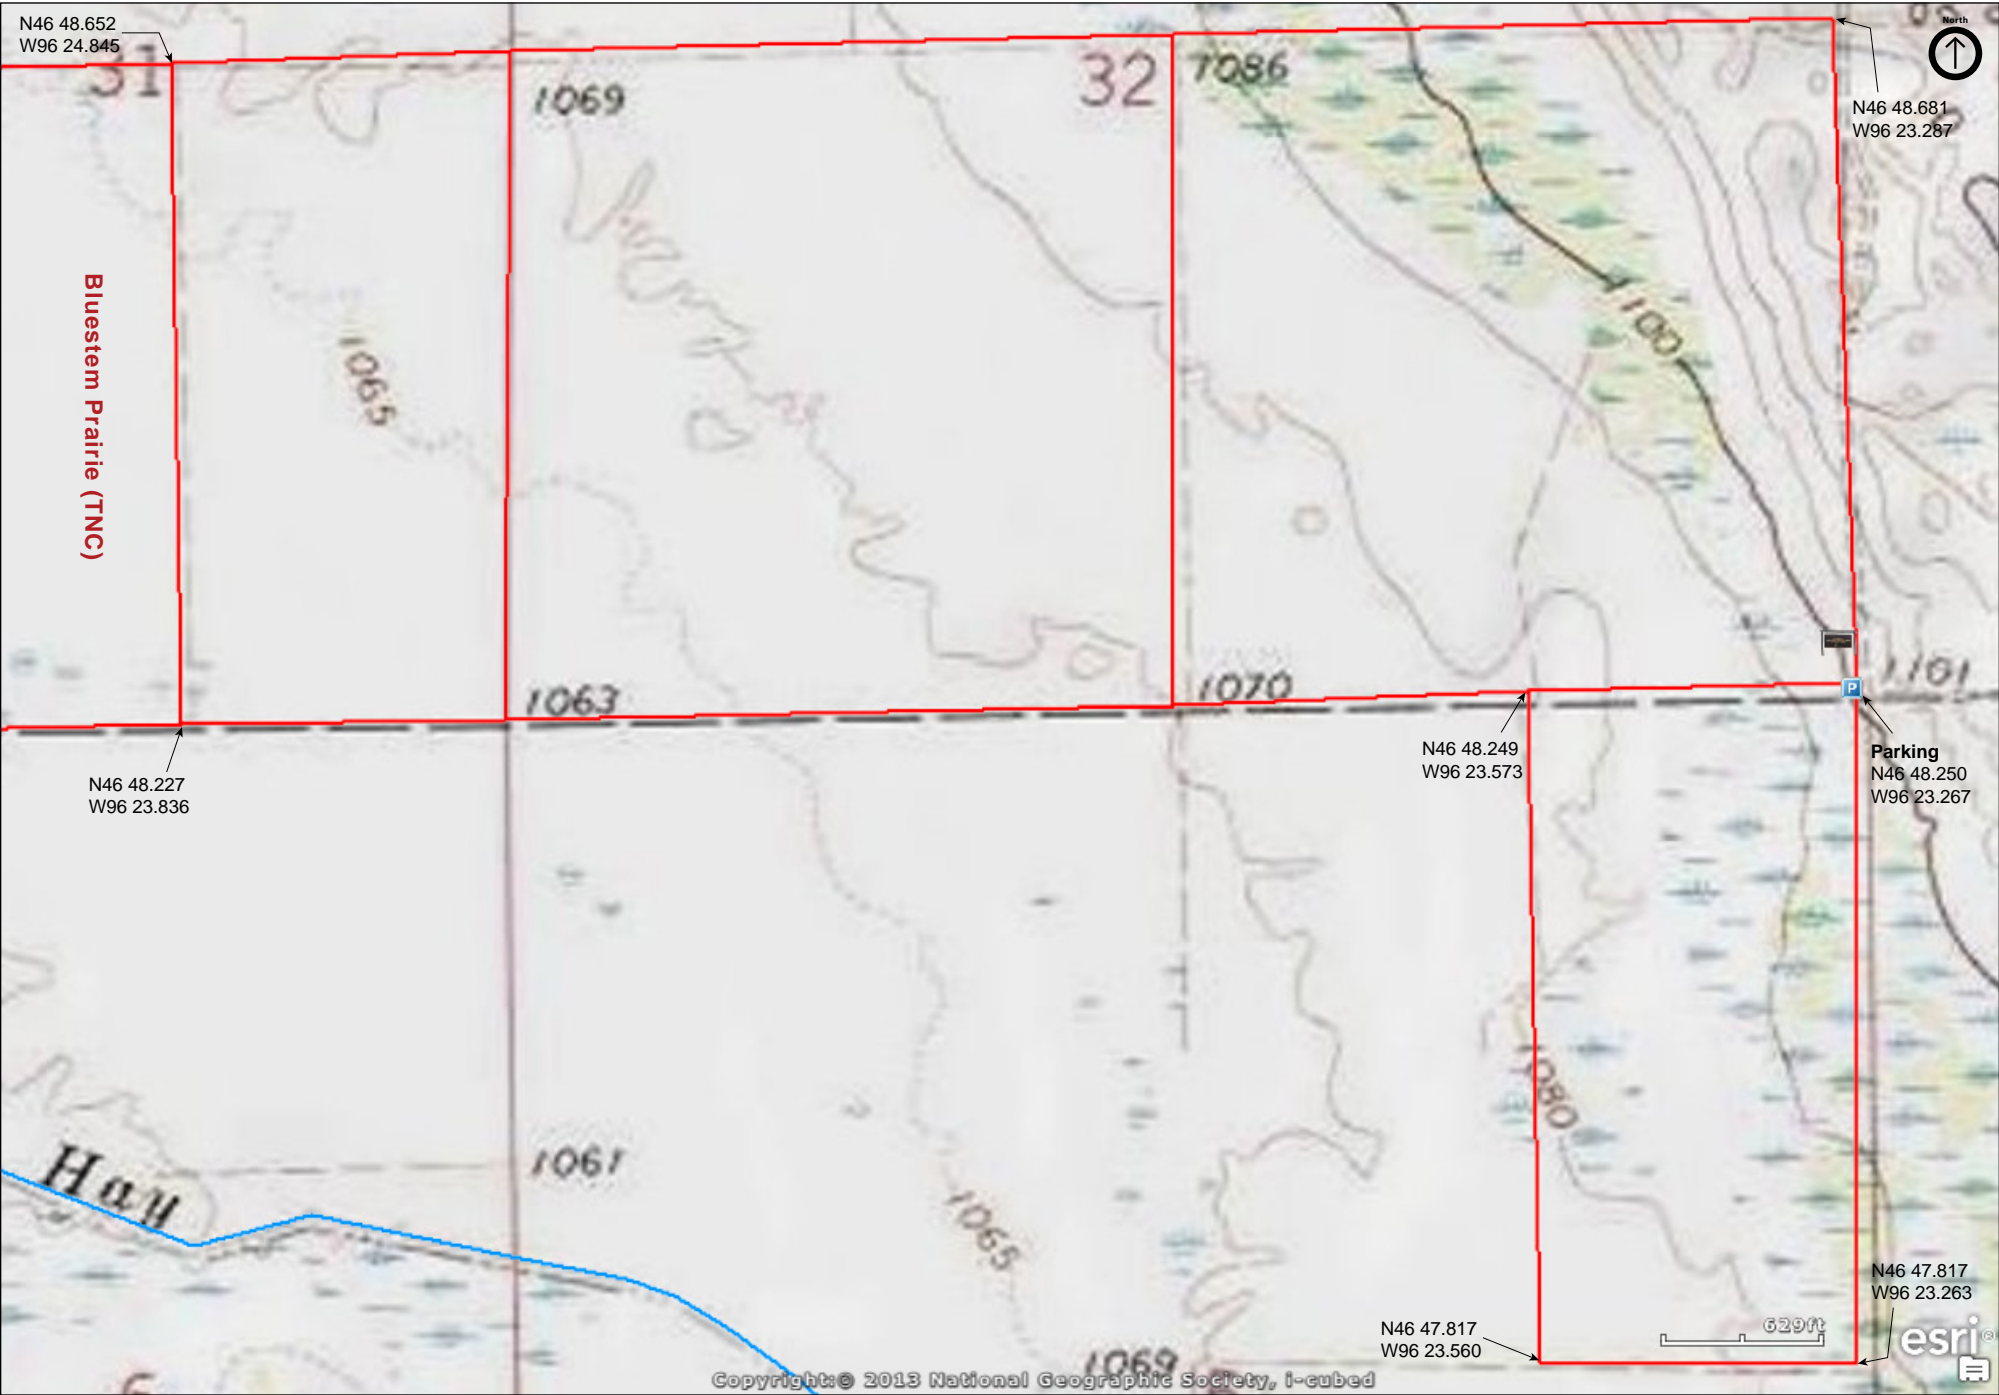 N46 48.652
W96 24.845
31
1069
32
7086
North
N46 48.681
W96 23.287
Bluestem Prairie (TNC)
1065
1100
1063
1070
1101
P
N46 48.227
W96 23.836
N46 48.249
W96 23.573
Parking
N46 48.250
W96 23.267
1080
Hay
1061
1065
1069
6
N46 47.817
W96 23.560
N46 47.817
W96 23.263
629ft
esri
Copyright:© 2013 National Geographic Society, i-cubed